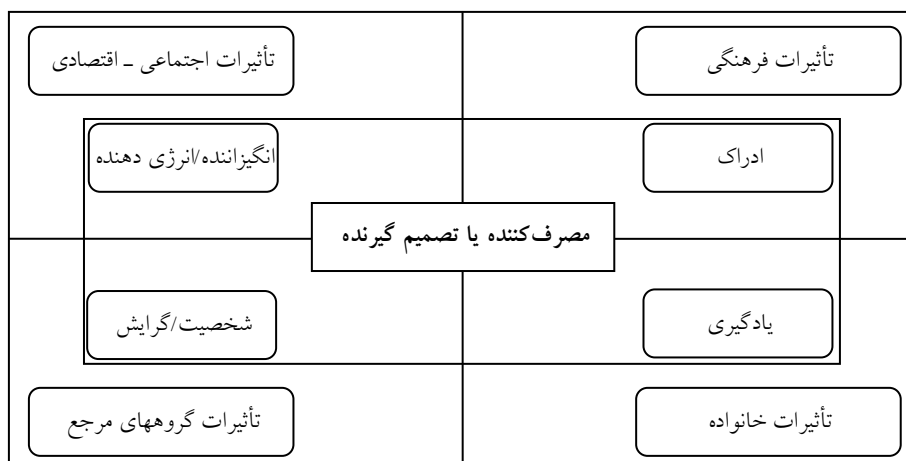 تأثیرات فرهنگی
تأثیرات اجتماعی ـ اقتصادی
ادراک
انگیزاننده/انرژی دهنده
مصرف‌کننده یا تصمیم گیرنده
یادگیری
شخصیت/گرایش
تأثیرات خانواده
تأثیرات گروههای مرجع